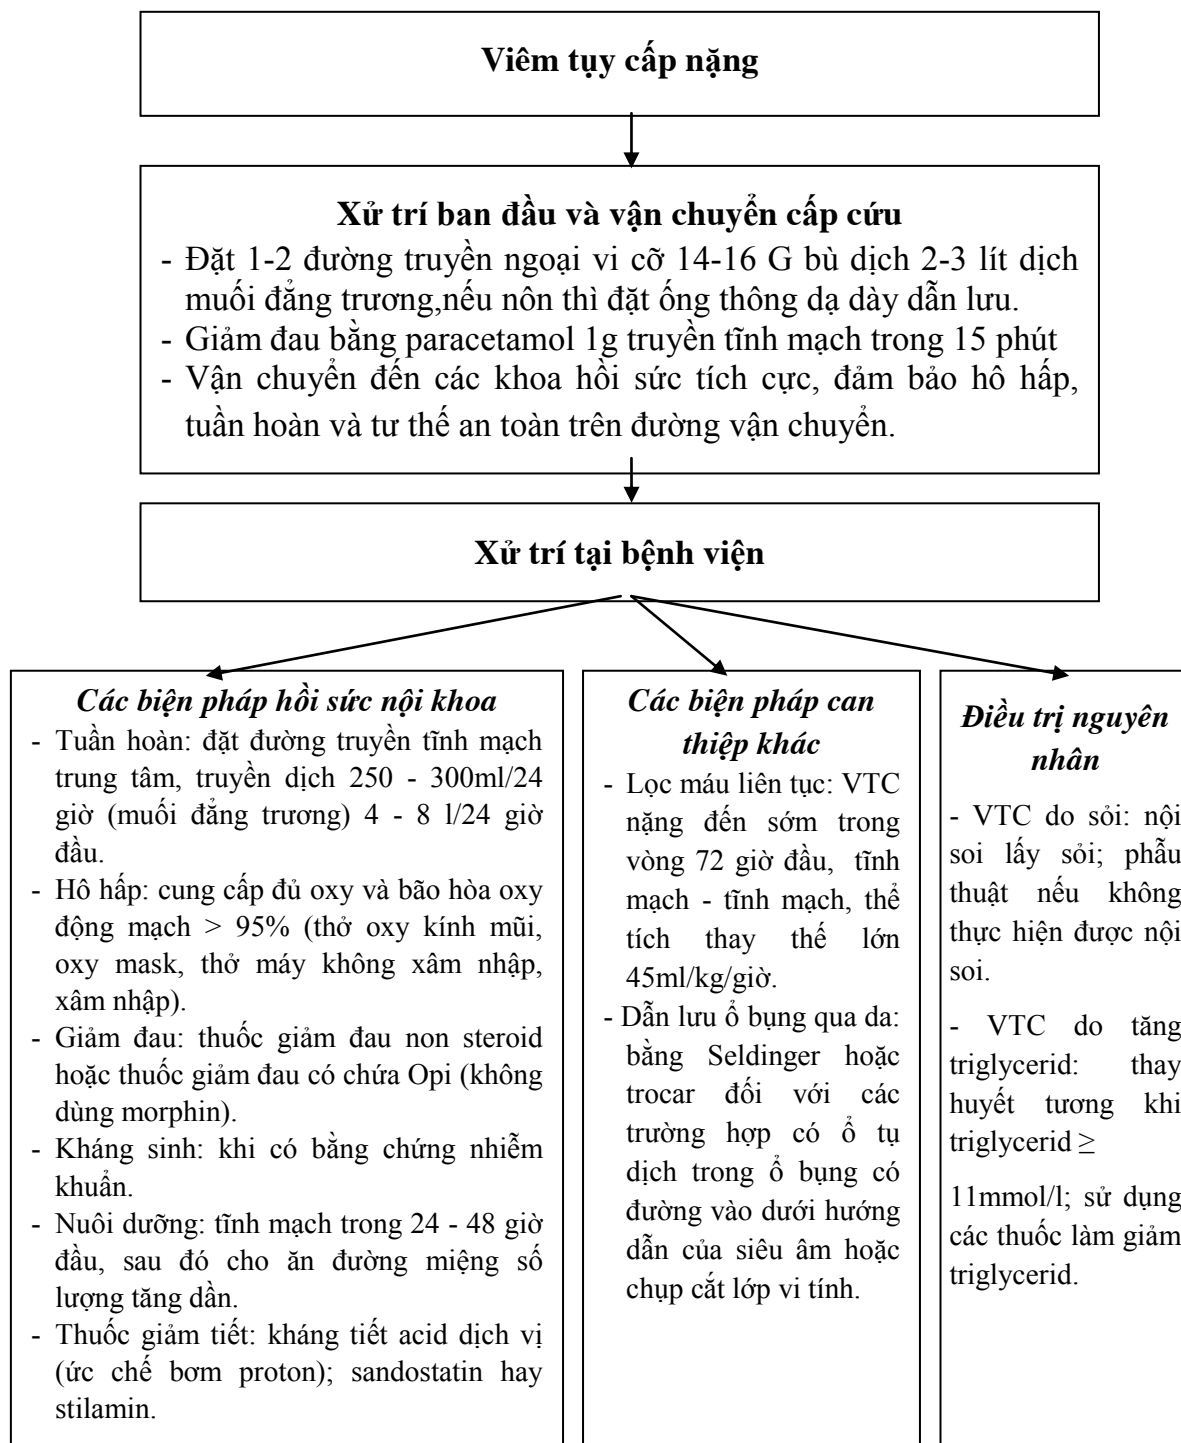 Viêm tụy cấp nặng
Xử trí ban đầu và vận chuyển cấp cứu
- Đặt 1-2 đường truyền ngoại vi cỡ 14-16 G bù dịch 2-3 lít dịch
muối đẳng trương,nếu nôn thì đặt ống thông dạ dày dẫn lưu.
- Giảm đau bằng paracetamol 1g truyền tĩnh mạch trong 15 phút
- Vận chuyển đến các khoa hồi sức tích cực, đảm bảo hô hấp,
tuần hoàn và tư thế an toàn trên đường vận chuyển.
Xử trí tại bệnh viện
Các biện pháp hồi sức nội khoa
- Tuần hoàn: đặt đường truyền tĩnh mạch
trung tâm, truyền dịch 250 - 300ml/24
giờ (muối đẳng trương) 4 - 8 l/24 giờ
đầu.
- Hô hấp: cung cấp đủ oxy và bão hòa oxy
động mạch > 95% (thở oxy kính mũi,
oxy mask, thở máy không xâm nhập,
xâm nhập).
- Giảm đau: thuốc giảm đau non steroid
hoặc thuốc giảm đau có chứa Opi (không
dùng morphin).
- Kháng sinh: khi có bằng chứng nhiễm
khuẩn.
- Nuôi dưỡng: tĩnh mạch trong 24 - 48 giờ
đầu, sau đó cho ăn đường miệng số
lượng tăng dần.
- Thuốc giảm tiết: kháng tiết acid dịch vị
(ức chế bơm proton); sandostatin hay
stilamin.
Các biện pháp can
thiệp khác
- Lọc máu liên tục: VTC
nặng đến sớm trong
vòng 72 giờ đầu, tĩnh
mạch - tĩnh mạch, thể
tích thay thế lớn
45ml/kg/giờ.
- Dẫn lưu ổ bụng qua da:
bằng Seldinger hoặc
trocar đối với các
trường hợp có ổ tụ
dịch trong ổ bụng có
đường vào dưới hướng
dẫn của siêu âm hoặc
chụp cắt lớp vi tính.
Điều trị nguyên
nhân
- VTC do sỏi: nội
soi lấy sỏi; phẫu
thuật nếu không
thực hiện được nội
soi.
- VTC do tăng
triglycerid: thay
huyết tương khi
triglycerid ≥
11mmol/l; sử dụng
các thuốc làm giảm
triglycerid.